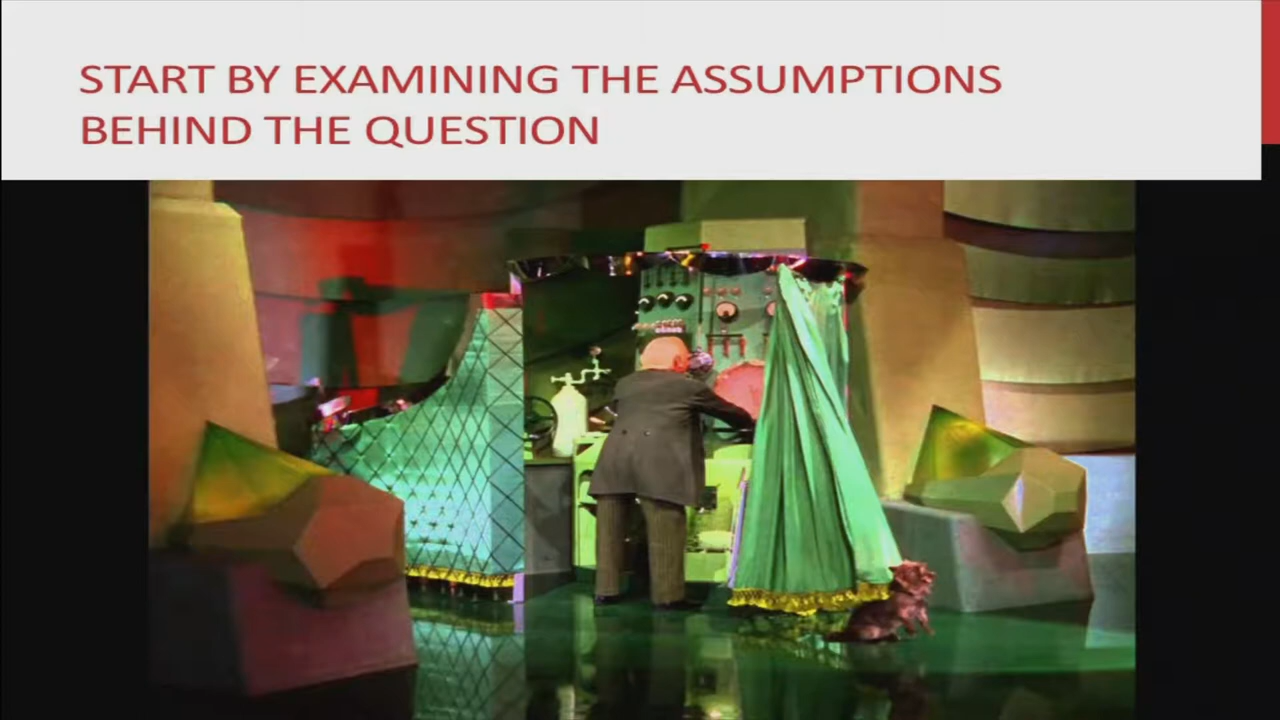 START BY EXAMINING THE ASSUMPTIONS
BEHIND THE QUESTION